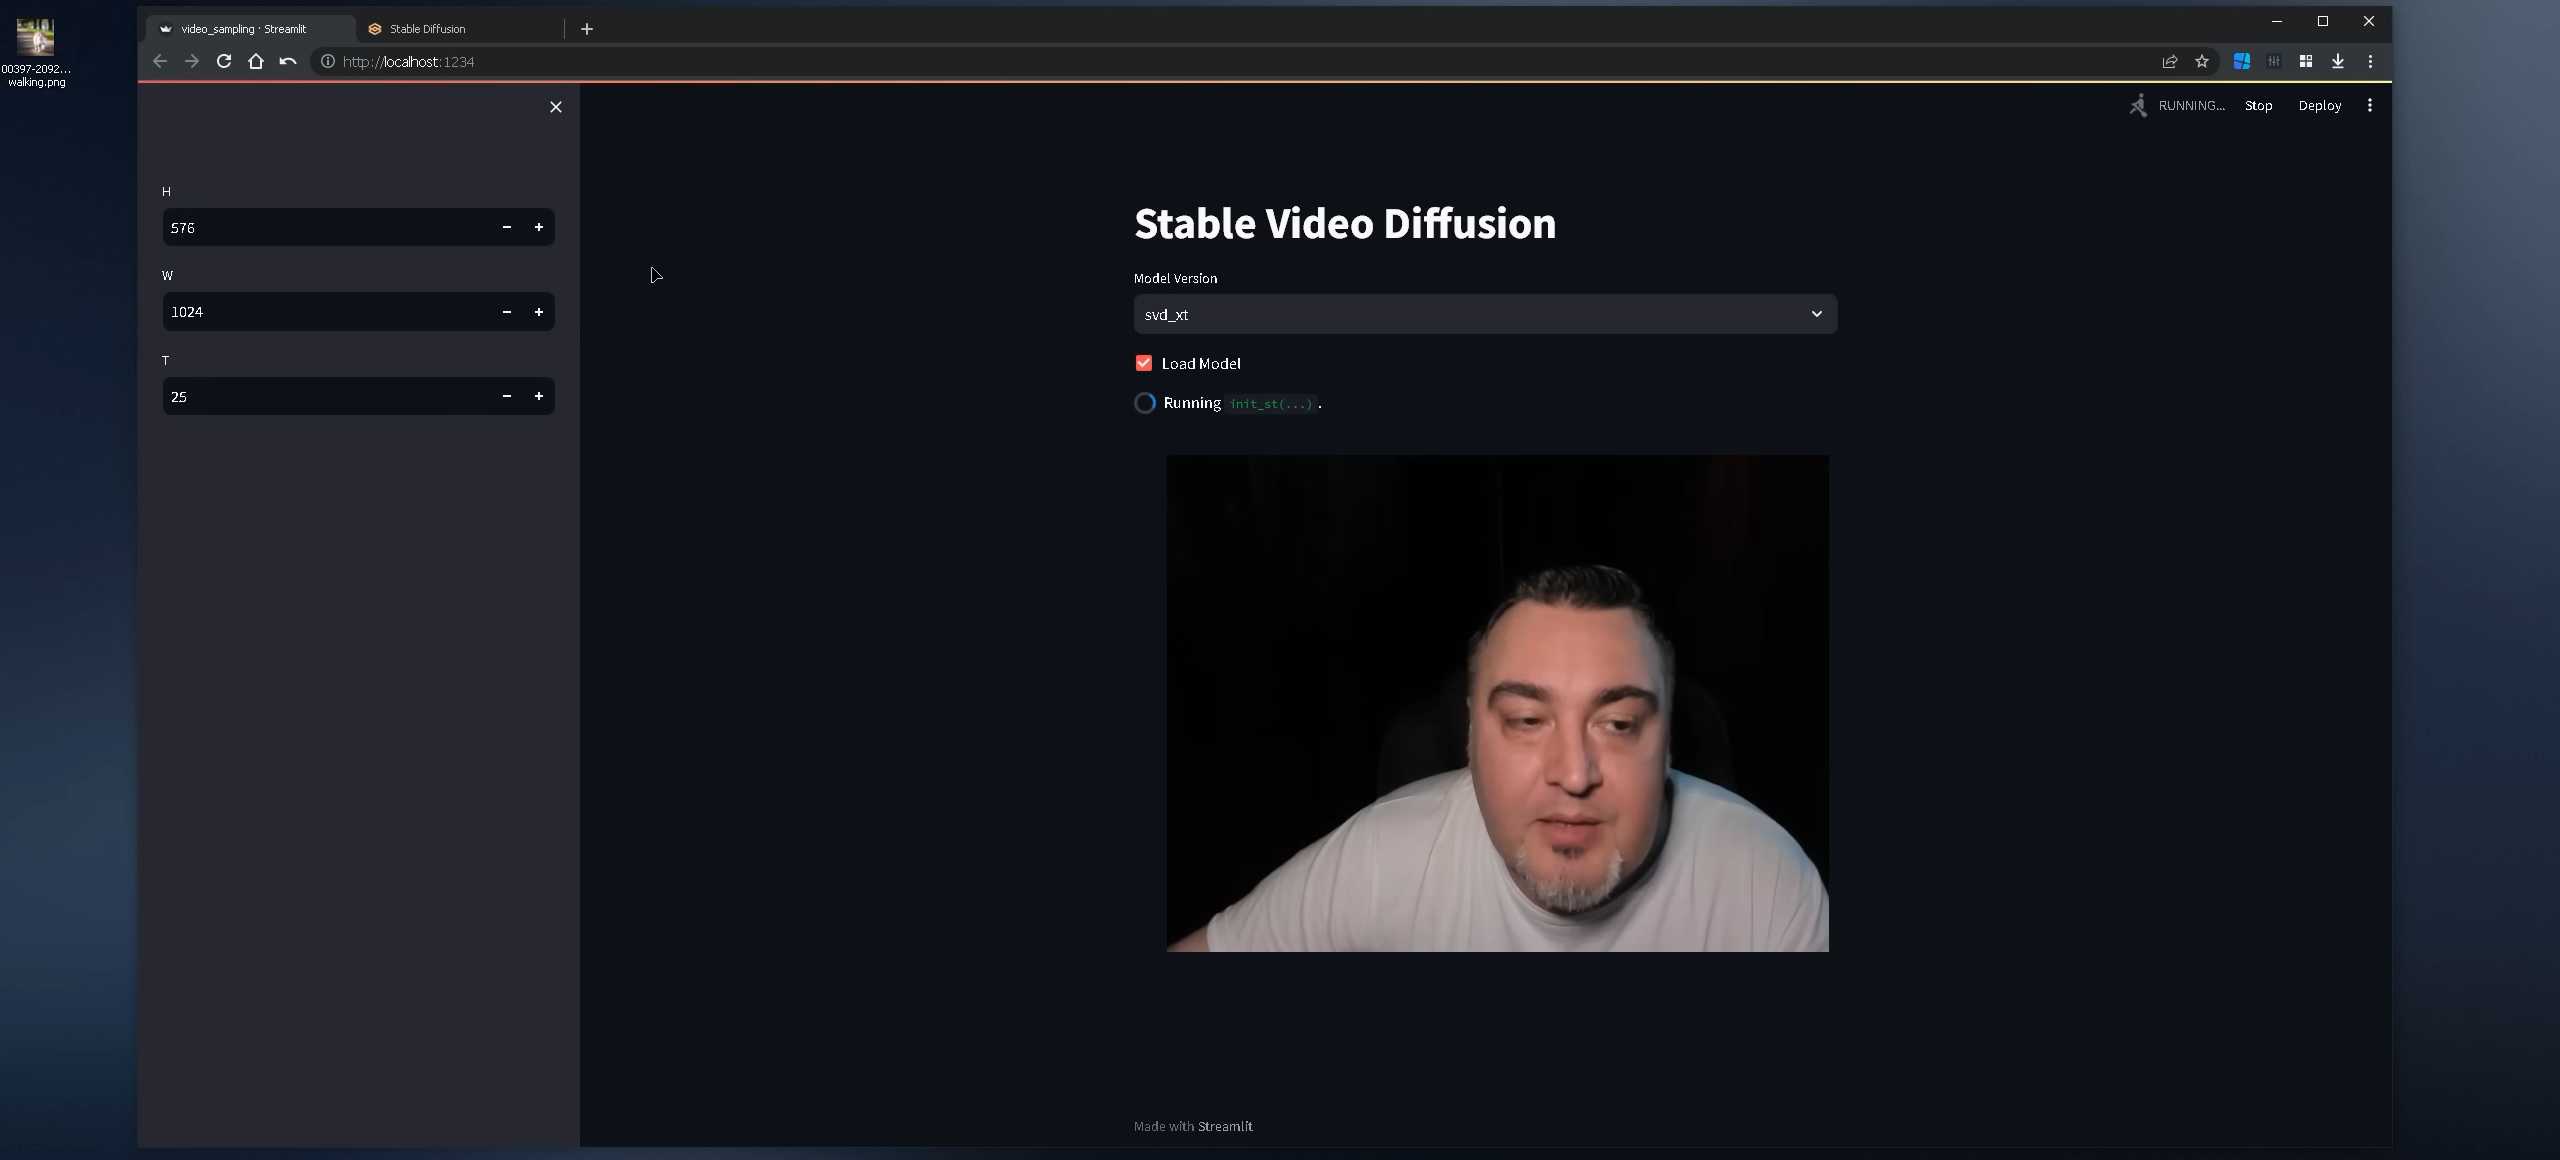 00397-2092...
walking.png
video_sampling · Streamlit
Stable Diffusion
http://localhost:1234
RUNNING...
Stop
Deploy
H
576
W
1024
T
25
Stable Video Diffusion
Model Version
svd_xt
Load Model
Running init_st(...).
Made with Streamlit